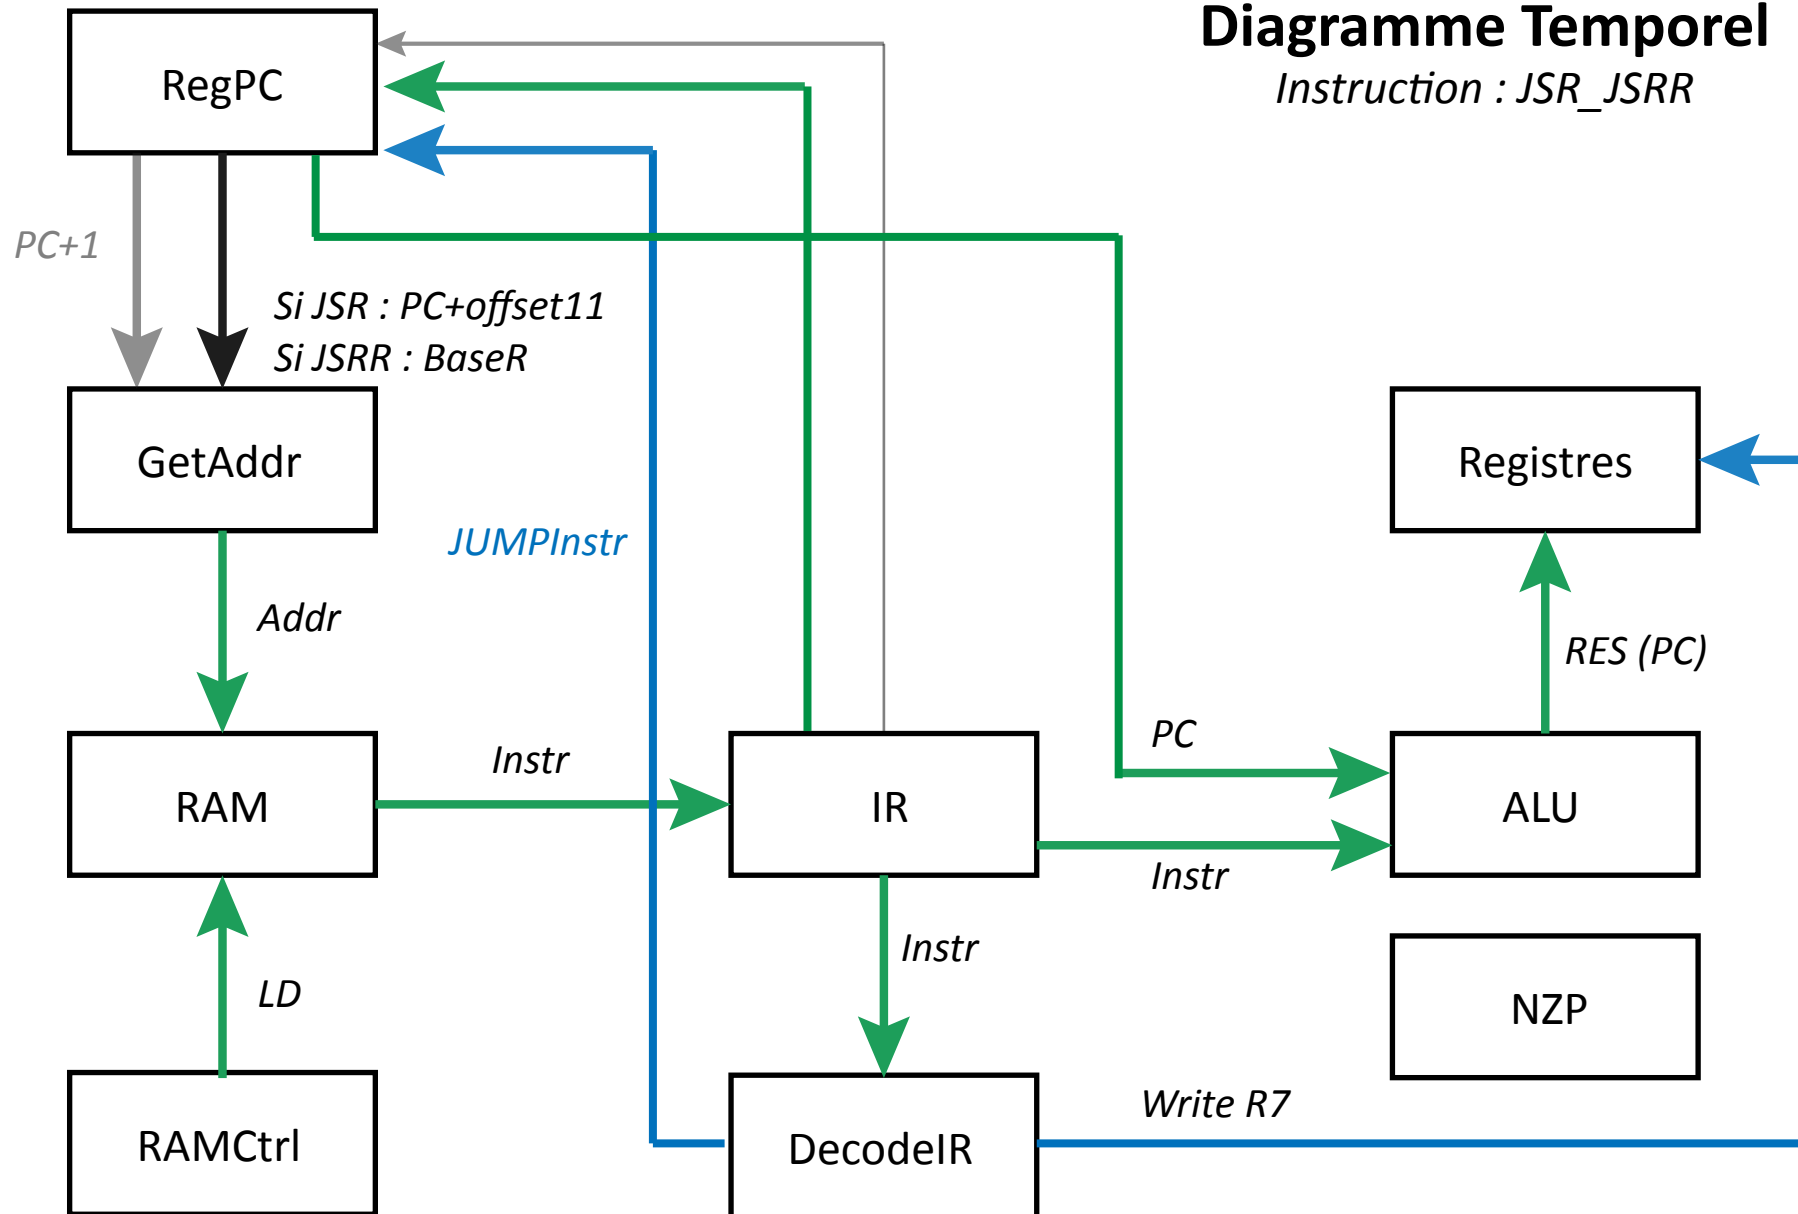 Diagramme Temporel
Instruction : JSR_JSRR
RegPC
PC+1
Si JSR : PC+offset11
Si JSRR : BaseR
GetAddr
Registres
JUMPInstr
Addr
RES (PC)
PC
Instr
RAM
IR
ALU
Instr
Instr
LD
NZP
Write R7
RAMCtrl
DecodeIR